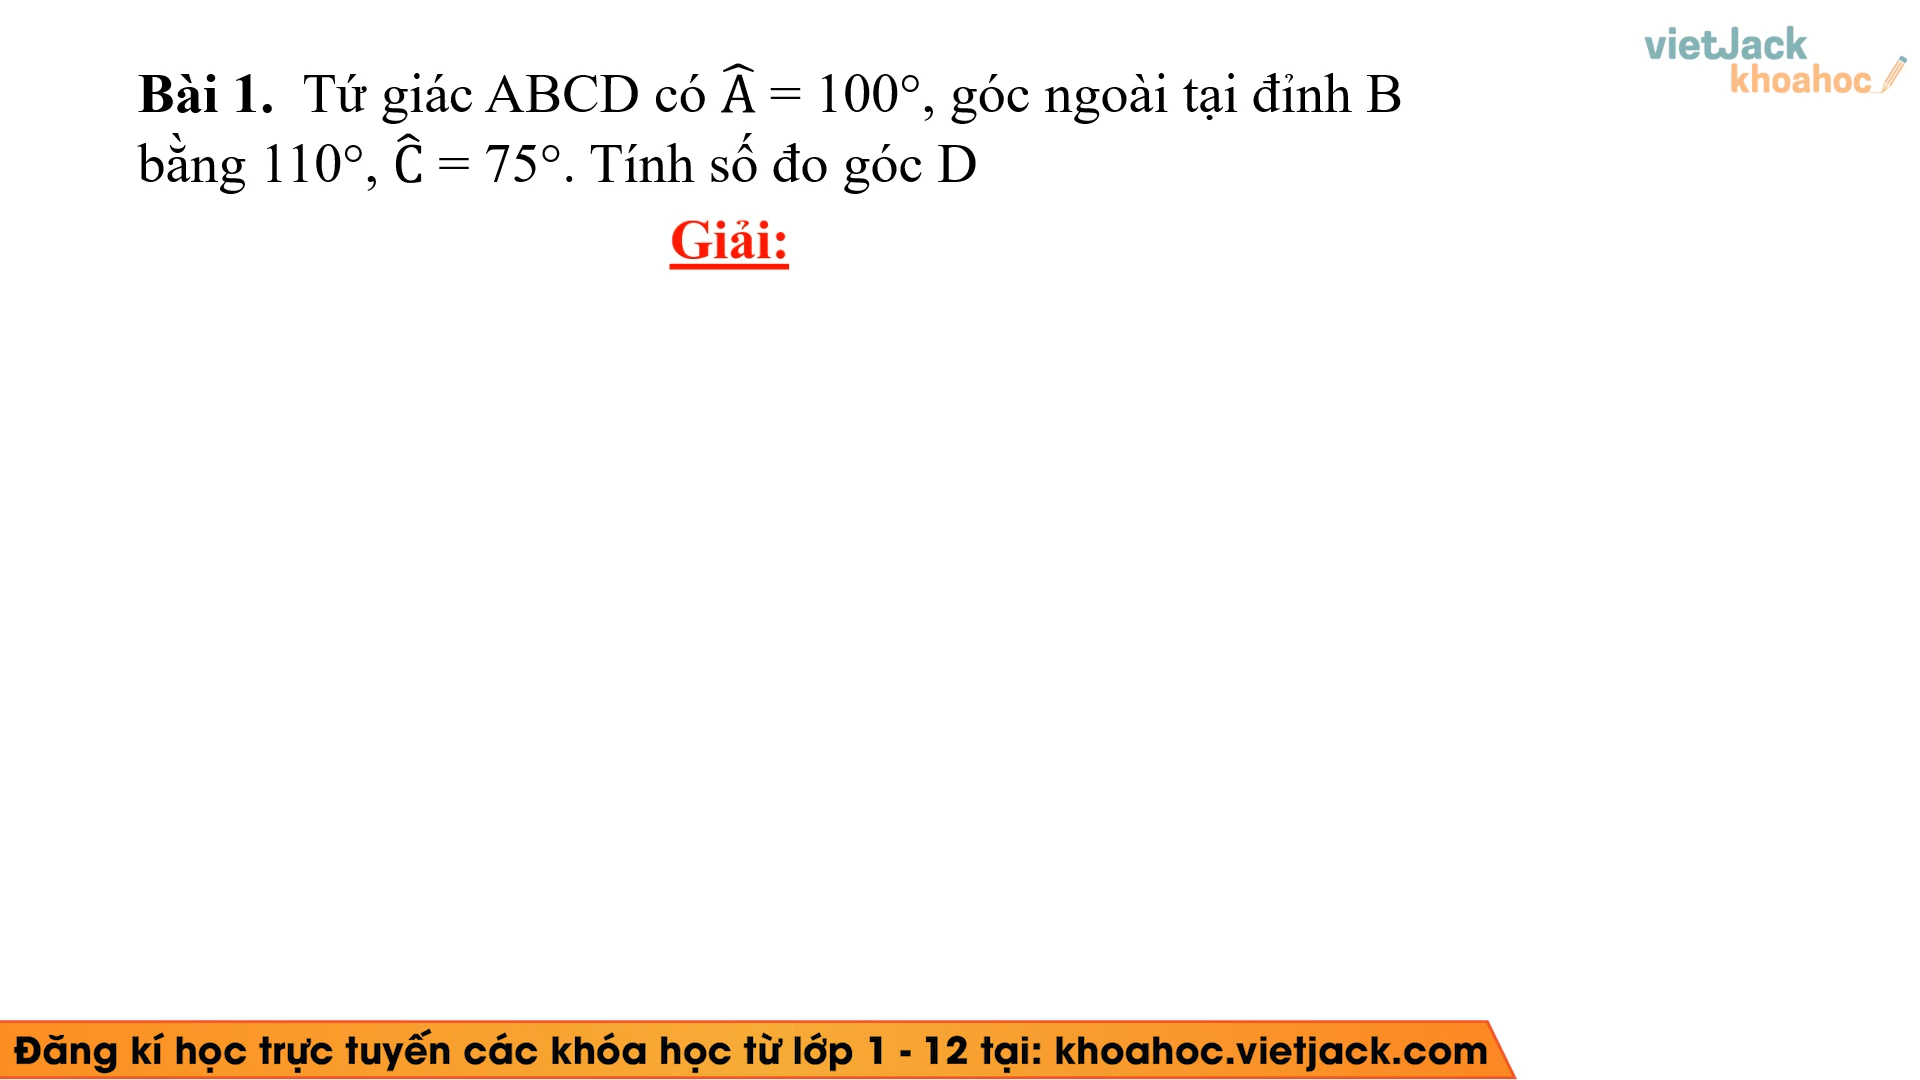 vietJack
khoahoc
Bài 1. Tứ giác ABCD có Â = 100°, góc ngoài tại đỉnh B
bằng 110°, Ĉ = 75°. Tính số đo góc D
Giải:
Đăng kí học trực tuyến các khóa học từ lớp 1 - 12 tại: khoahoc.vietjack.com